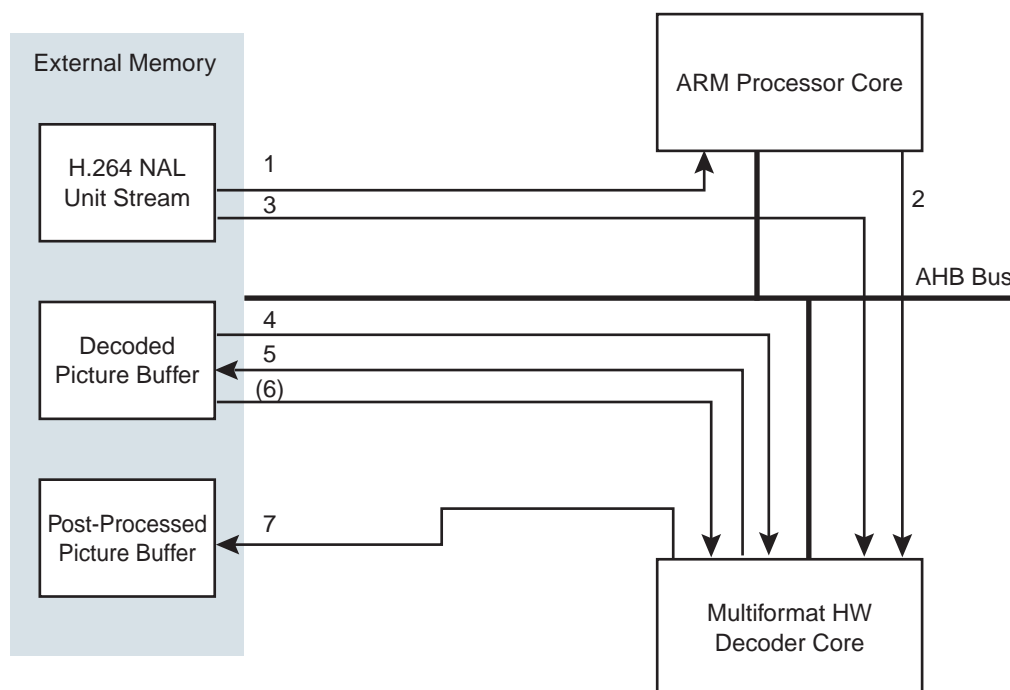 External Memory
ARM Processor Core
H.264 NAL
Unit Stream
1
3
2
AHB Bus
Decoded
Picture Buffer
4
5
(6)
Post-Processed
Picture Buffer
7
Multiformat HW
Decoder Core